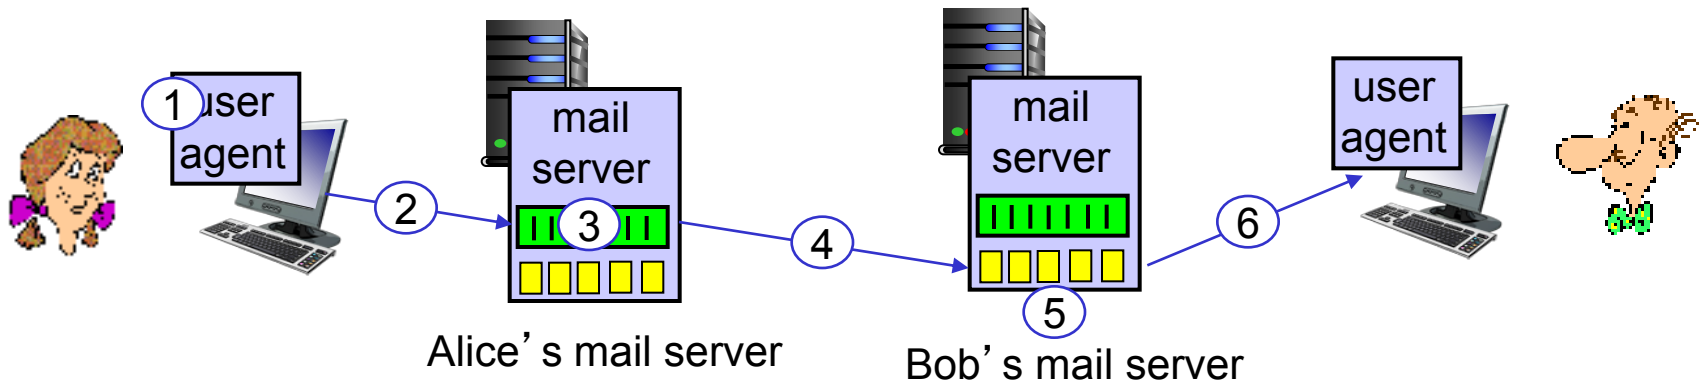 1
user
agent
2
mail
server
3
4
mail
server
5
6
user
agent
Alice’s mail server
Bob’s mail server